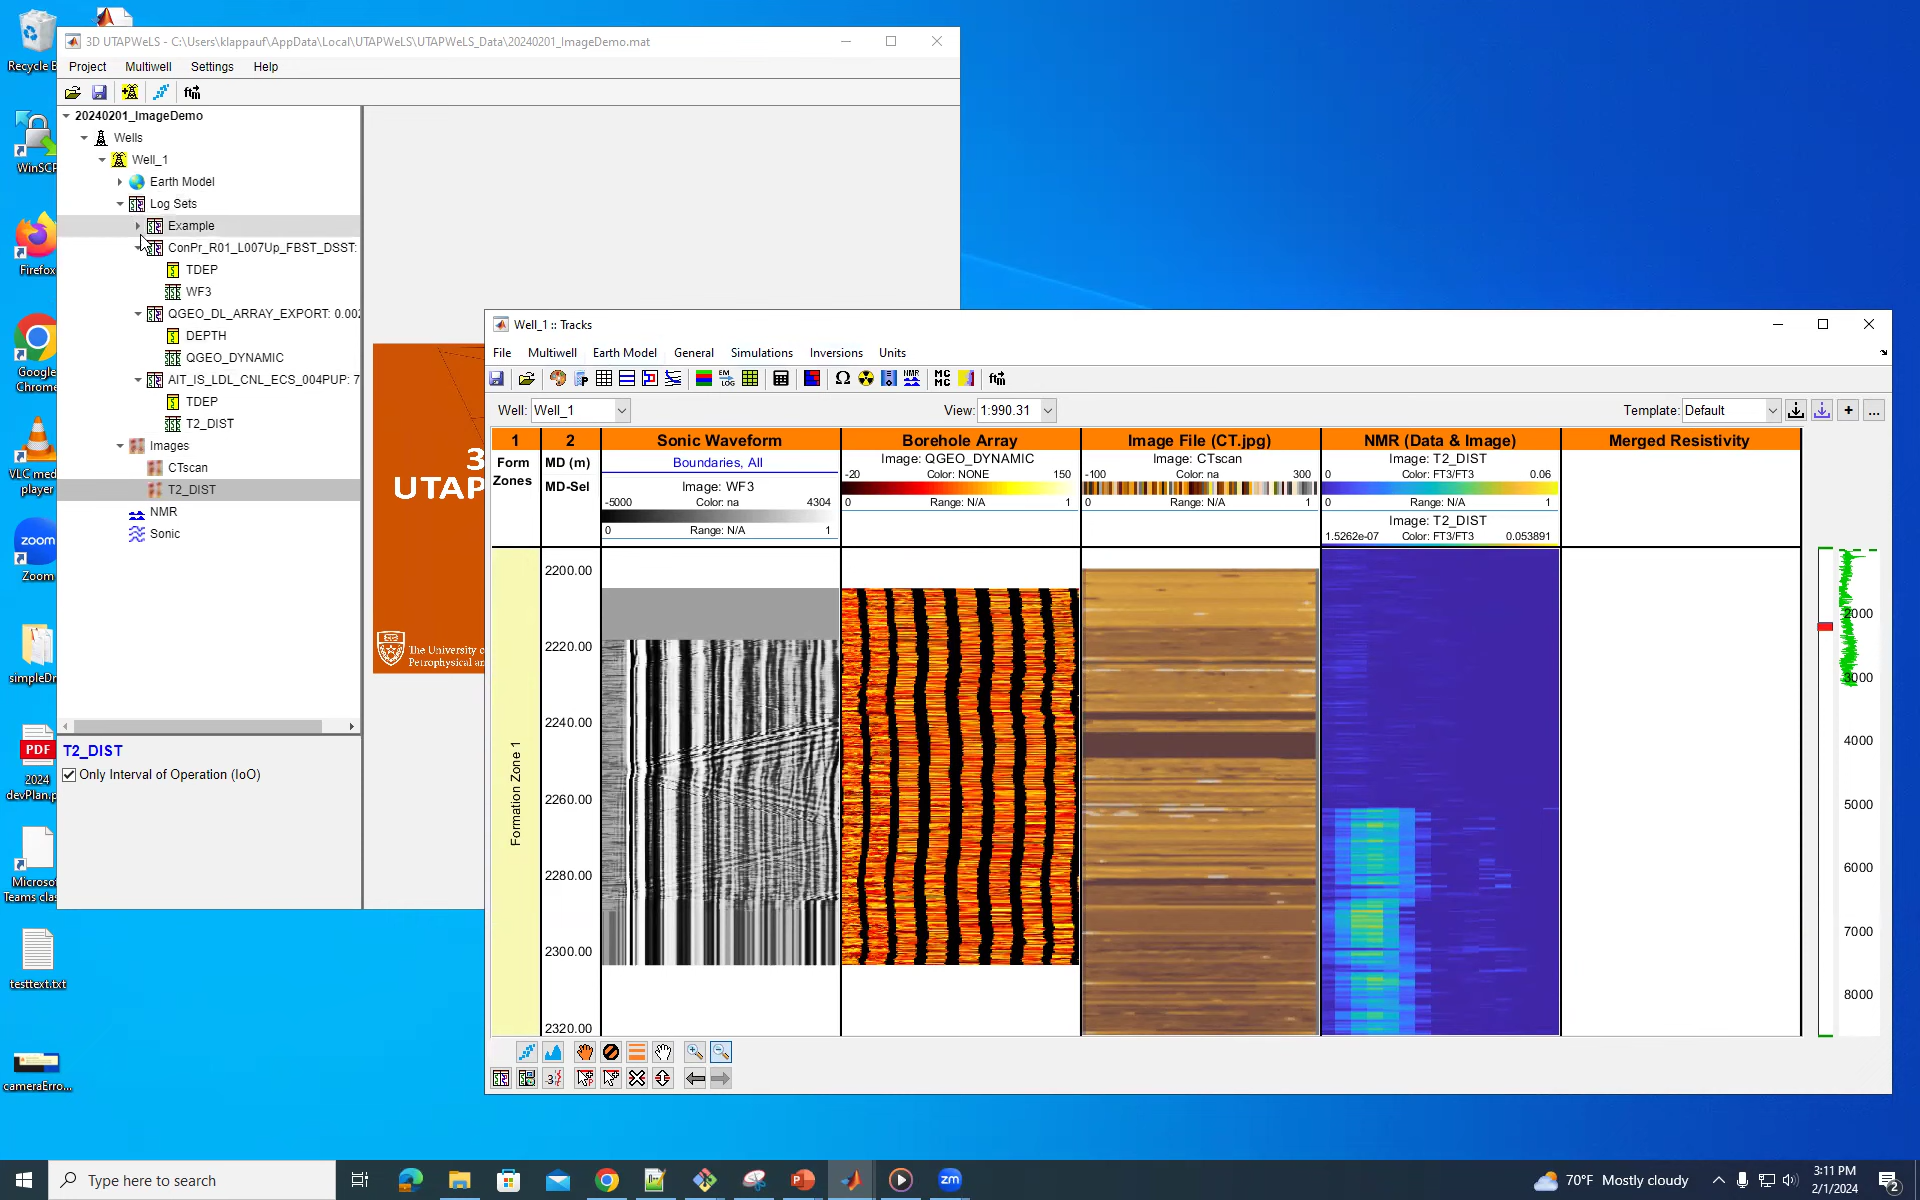 Recycle B
WinSCP
Firefox
Google
Chrome
VLC med
player
zoom
Zoom
simpleDr
PDF
2024
devPlan.p
Microsof
Teams clas
testtext.txt
cameraErro...
3D UTAPWeLS - C:\Users\klappauf\AppData\Local\UTAPWeLS\UTAPWeLS_Data\20240201_ImageDemo.mat
Project Multiwell Settings Help
20240201_ImageDemo
Wells
Well_1
Earth Model
Log Sets
Example
ConPr_R01_L007Up_FBST_DSST:
TDEP
WF3
QGEO_DL_ARRAY_EXPORT: 0.002
DEPTH
QGEO_DYNAMIC
AIT_IS_LDL_CNL_ECS_004PUP: 7
TDEP
T2_DIST
Images
CTscan
T2_DIST
NMR
Sonic
T2_DIST
Only Interval of Operation (IoO)
3
UTAP
The University o
Petrophysical an
Well_1 :: Tracks
File Multiwell Earth Model General Simulations Inversions Units
Well: Well_1 View: 1:990.31 Template: Default
1 2 Sonic Waveform Borehole Array Image File (CT.jpg) NMR (Data & Image) Merged Resistivity
Form
Zones
MD (m)
MD-Sel
Boundaries, All
Image: WF3
-5000 Color: na 4304
0 Range: N/A 1
Image: QGEO_DYNAMIC
-20 Color: NONE 150
0 Range: N/A 1
Image: CTscan
-100 Color: na 300
0 Range: N/A 1
Image: T2_DIST
0 Color: FT3/FT3 0.06
0 Range: N/A 1
Image: T2_DIST
1.5262e-07 Color: FT3/FT3 0.053891
Formation Zone 1
2200.00
2220.00
2240.00
2260.00
2280.00
2300.00
2320.00
2000
3000
4000
5000
6000
7000
8000
Type here to search
70°F Mostly cloudy
3:11 PM
2/1/2024
2